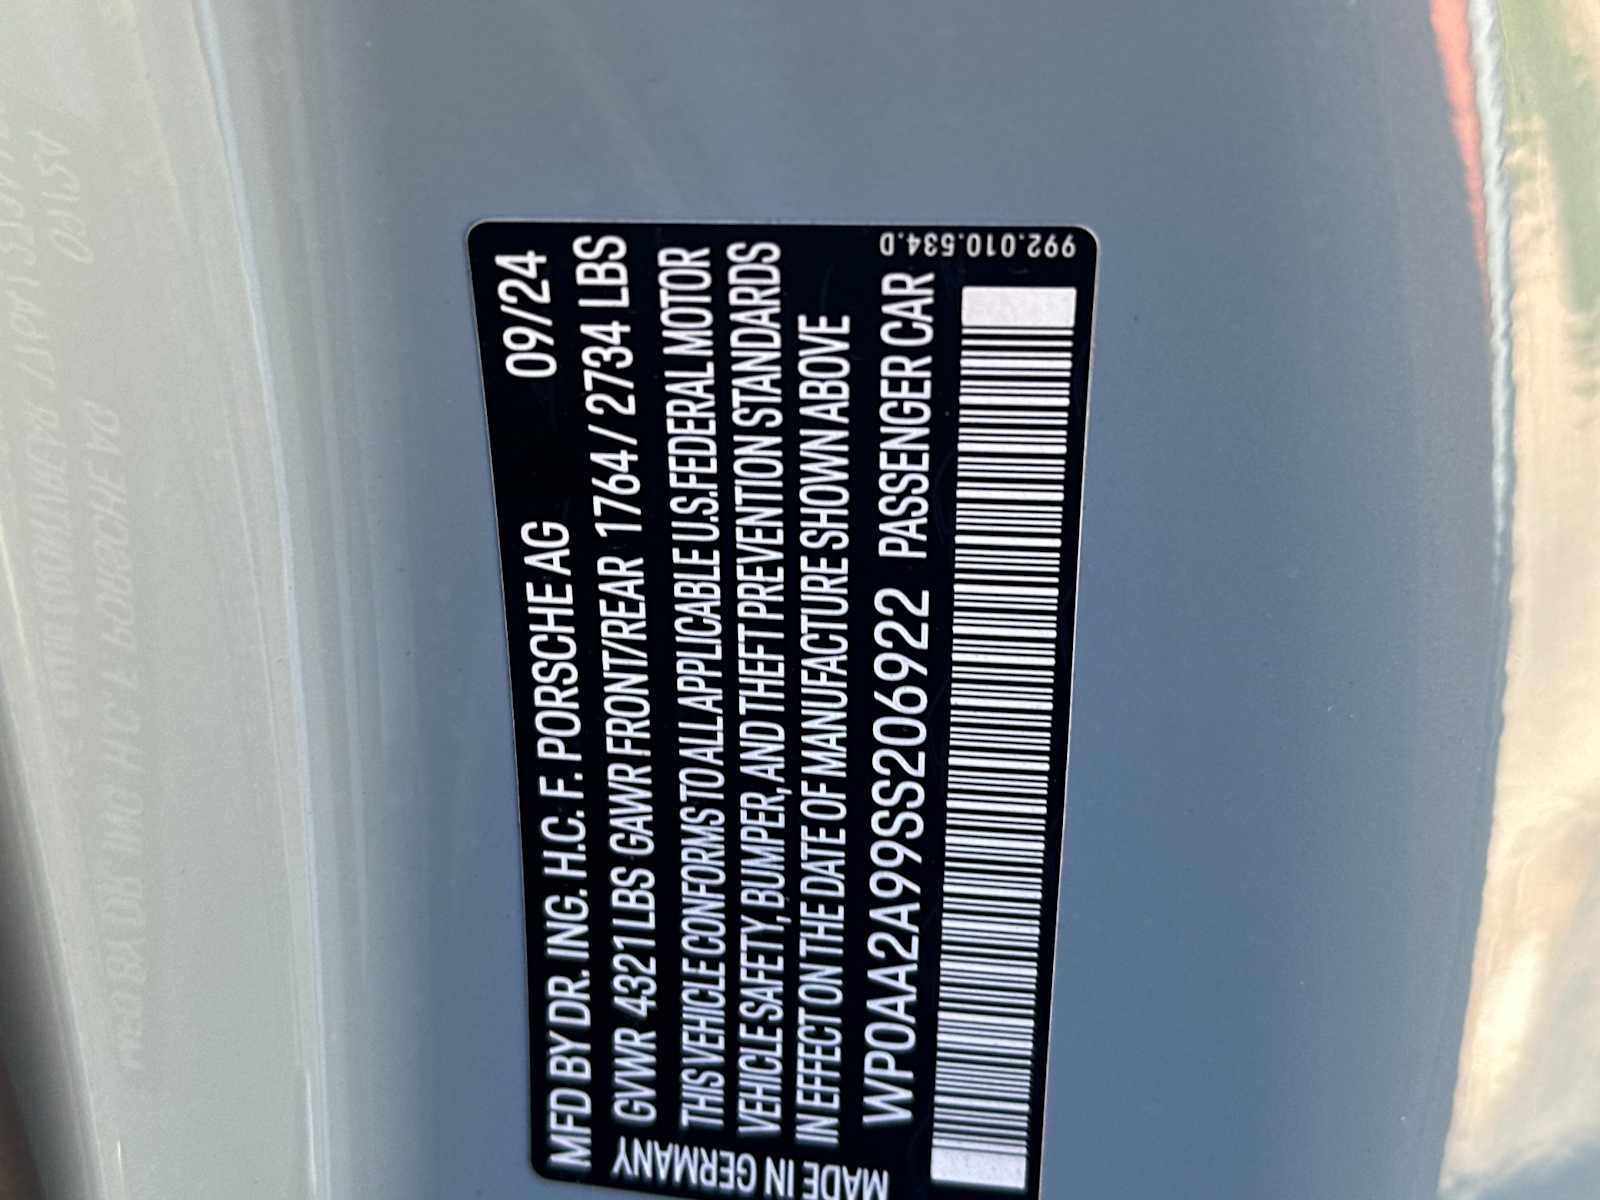 MFD BY DR. ING. H.C. F. PORSCHE AG 09/24
GVWR 4321 LBS GAWR FRONT/REAR 1764 / 2734 LBS
THIS VEHICLE CONFORMS TO ALL APPLICABLE U.S. FEDERAL MOTOR
VEHICLE SAFETY, BUMPER, AND THEFT PREVENTION STANDARDS
IN EFFECT ON THE DATE OF MANUFACTURE SHOWN ABOVE
WP0AA2A99SS206922 PASSENGER CAR
MADE IN GERMANY
992.010.534.D